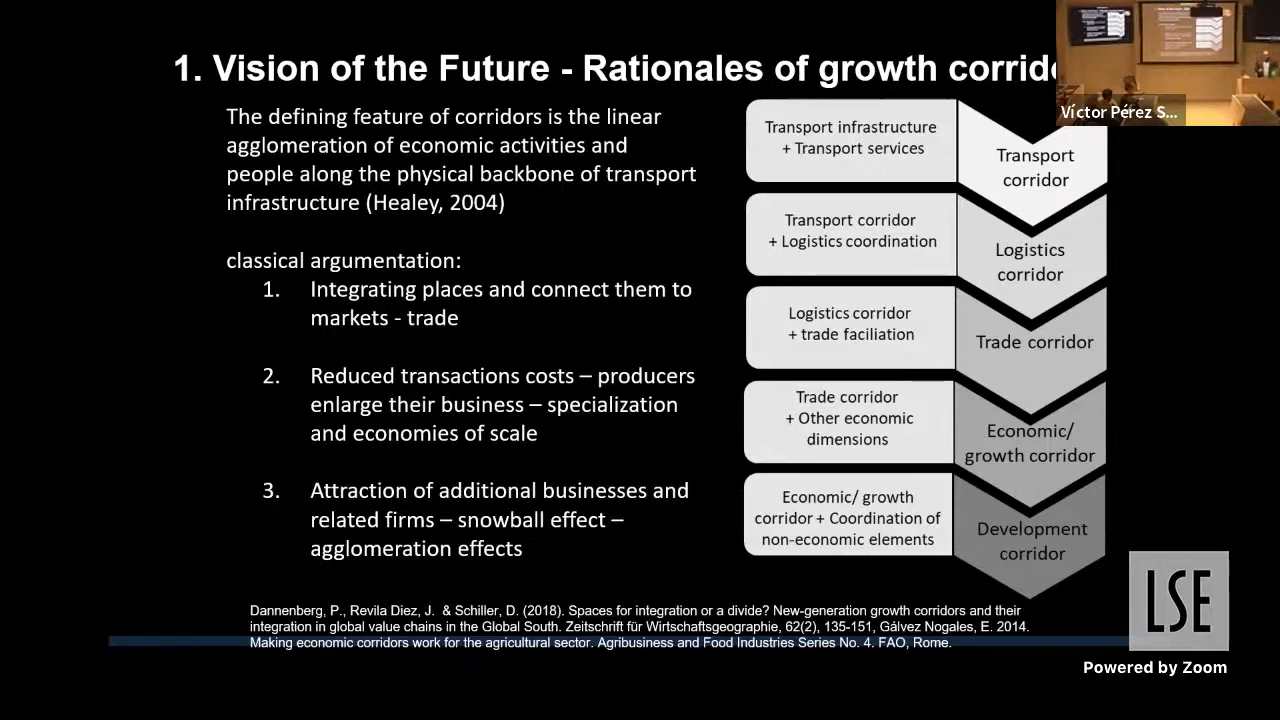 1. Vision of the Future - Rationales of growth corrido
Víctor Pérez S...
The defining feature of corridors is the linear
agglomeration of economic activities and
people along the physical backbone of transport
infrastructure (Healey, 2004)
classical argumentation:
1. Integrating places and connect them to
markets - trade
2. Reduced transactions costs – producers
enlarge their business – specialization
and economies of scale
3. Attraction of additional businesses and
related firms – snowball effect –
agglomeration effects
Transport infrastructure
+ Transport services
Transport
corridor
Transport corridor
+ Logistics coordination
Logistics
corridor
Logistics corridor
+ trade faciliation
Trade corridor
Trade corridor
+ Other economic
dimensions
Economic/
growth corridor
Economic/ growth
corridor + Coordination of
non-economic elements
Development
corridor
Dannenberg, P., Revila Diez, J. & Schiller, D. (2018). Spaces for integration or a divide? New-generation growth corridors and their
integration in global value chains in the Global South. Zeitschrift für Wirtschaftsgeographie, 62(2), 135-151, Gálvez Nogales, E. 2014.
Making economic corridors work for the agricultural sector. Agribusiness and Food Industries Series No. 4. FAO, Rome.
LSE
Powered by Zoom